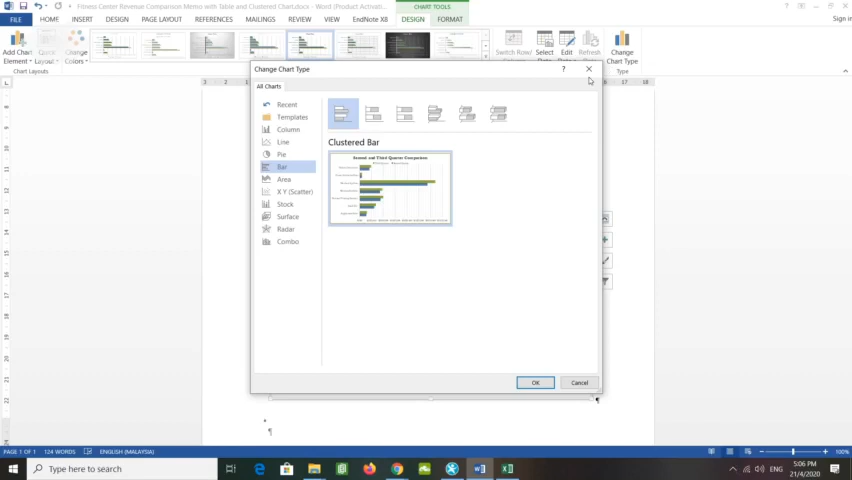 Fitness Center Revenue Comparison Memo with Table and Clustered Chart.docx - Word (Product Activatio
CHART TOOLS
FILE HOME INSERT DESIGN PAGE LAYOUT REFERENCES MAILINGS REVIEW VIEW EndNote X8 DESIGN FORMAT
Sign in
Add Chart Element Quick Layout Change Colors
Switch Row/ Select Edit Refresh Change Chart Type
Chart Layouts
Type
Change Chart Type
All Charts
Recent
Templates
Column
Line
Pie
Bar
Area
X Y (Scatter)
Stock
Surface
Radar
Combo
Clustered Bar
Second and Third Quarter Comparison
OK Cancel
PAGE 1 OF 1 124 WORDS ENGLISH (MALAYSIA)
100%
Type here to search
ENG
5:06 PM
21/4/2020